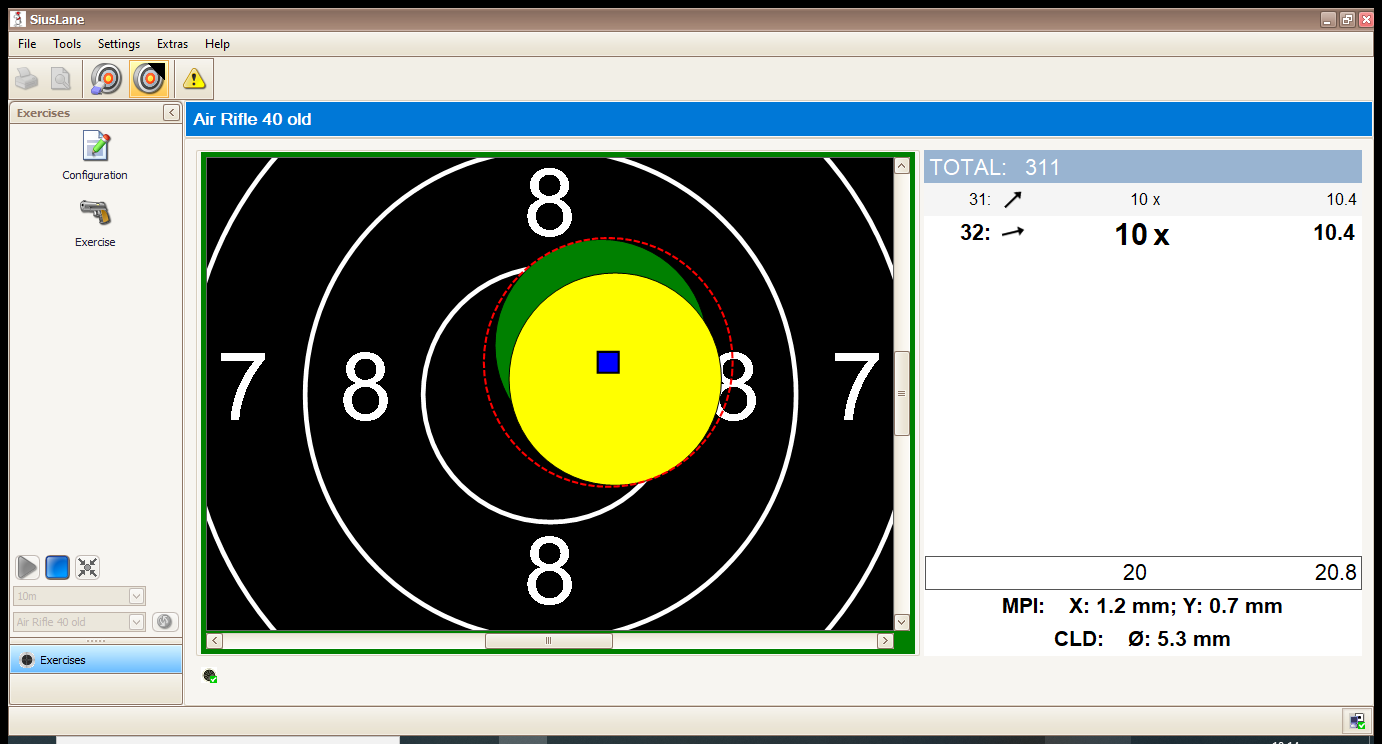 SiusLane
File Tools Settings Extras Help
Exercises
Configuration
Exercise
10m
Air Rifle 40 old
Exercises
Air Rifle 40 old
8
7 8 8 7
8
TOTAL: 311
31: 10 x 10.4
32: 10 x 10.4
20 20.8
MPI: X: 1.2 mm; Y: 0.7 mm
CLD: Ø: 5.3 mm